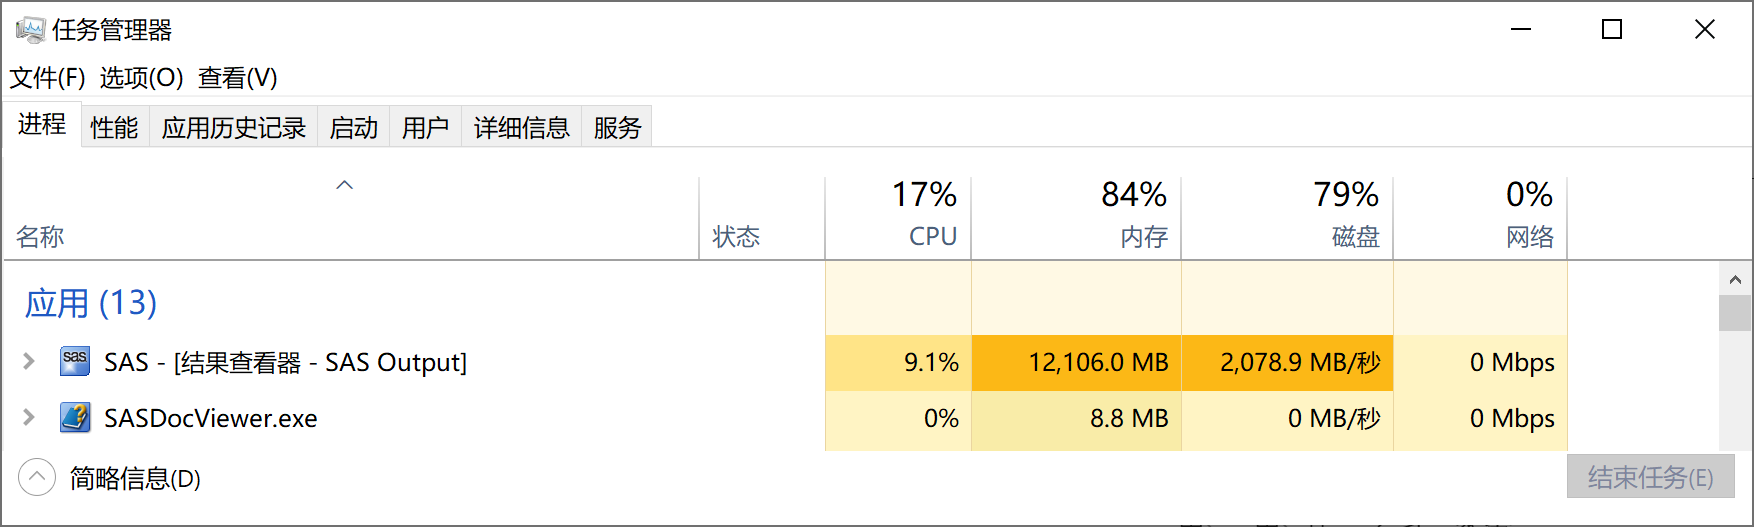 任务管理器
文件(F) 选项(O) 查看(V)
进程 性能 应用历史记录 启动 用户 详细信息 服务
17% 84% 79% 0%
名称 状态 CPU 内存 磁盘 网络
应用 (13)
sas SAS - [结果查看器 - SAS Output] 9.1% 12,106.0 MB 2,078.9 MB/秒 0 Mbps
SASDocViewer.exe 0% 8.8 MB 0 MB/秒 0 Mbps
简略信息(D) 结束任务(E)